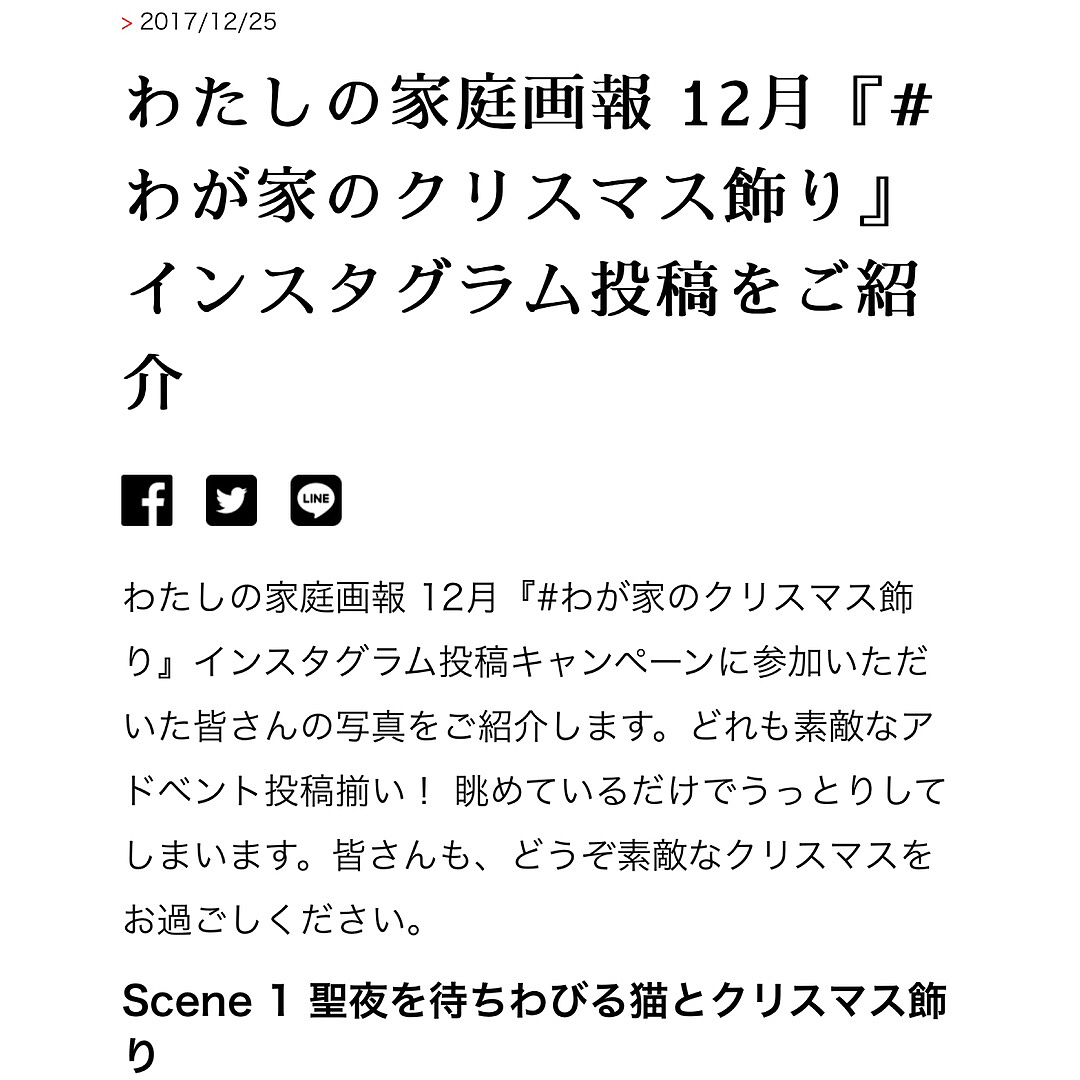 > 2017/12/25
わたしの家庭画報 12月『#
わが家のクリスマス飾り』
インスタグラム投稿をご紹
介
LINE
わたしの家庭画報 12月『#わが家のクリスマス飾
り』インスタグラム投稿キャンペーンに参加いただ
いた皆さんの写真をご紹介します。どれも素敵なア
ドベント投稿揃い！ 眺めているだけでうっとりして
しまいます。皆さんも、どうぞ素敵なクリスマスを
お過ごしください。
Scene 1 聖夜を待ちわびる猫とクリスマス飾
り